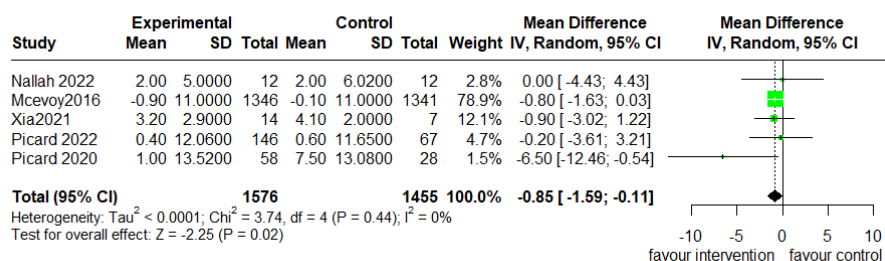 Experimental Control Mean Difference Mean Difference
Study Mean SD Total Mean SD Total Weight IV, Random, 95% CI IV, Random, 95% CI
Nallah 2022 2.00 5.0000 12 2.00 6.0200 12 2.8% 0.00 [-4.43; 4.43]
Mcevoy2016 -0.90 11.0000 1346 -0.10 11.0000 1341 78.9% -0.80 [-1.63; 0.03]
Xia2021 3.20 2.9000 14 4.10 2.0000 7 12.1% -0.90 [-3.02; 1.22]
Picard 2022 0.40 12.0600 146 0.60 11.6500 67 4.7% -0.20 [-3.61; 3.21]
Picard 2020 1.00 13.5200 58 7.50 13.0800 28 1.5% -6.50 [-12.46; -0.54]
Total (95% CI) 1576 1455 100.0% -0.85 [ -1.59; -0.11]
Heterogeneity: Tau² < 0.0001; Chi² = 3.74, df = 4 (P = 0.44); I² = 0%
Test for overall effect: Z = -2.25 (P = 0.02)
-10 -5 0 5 10
favour intervention favour control